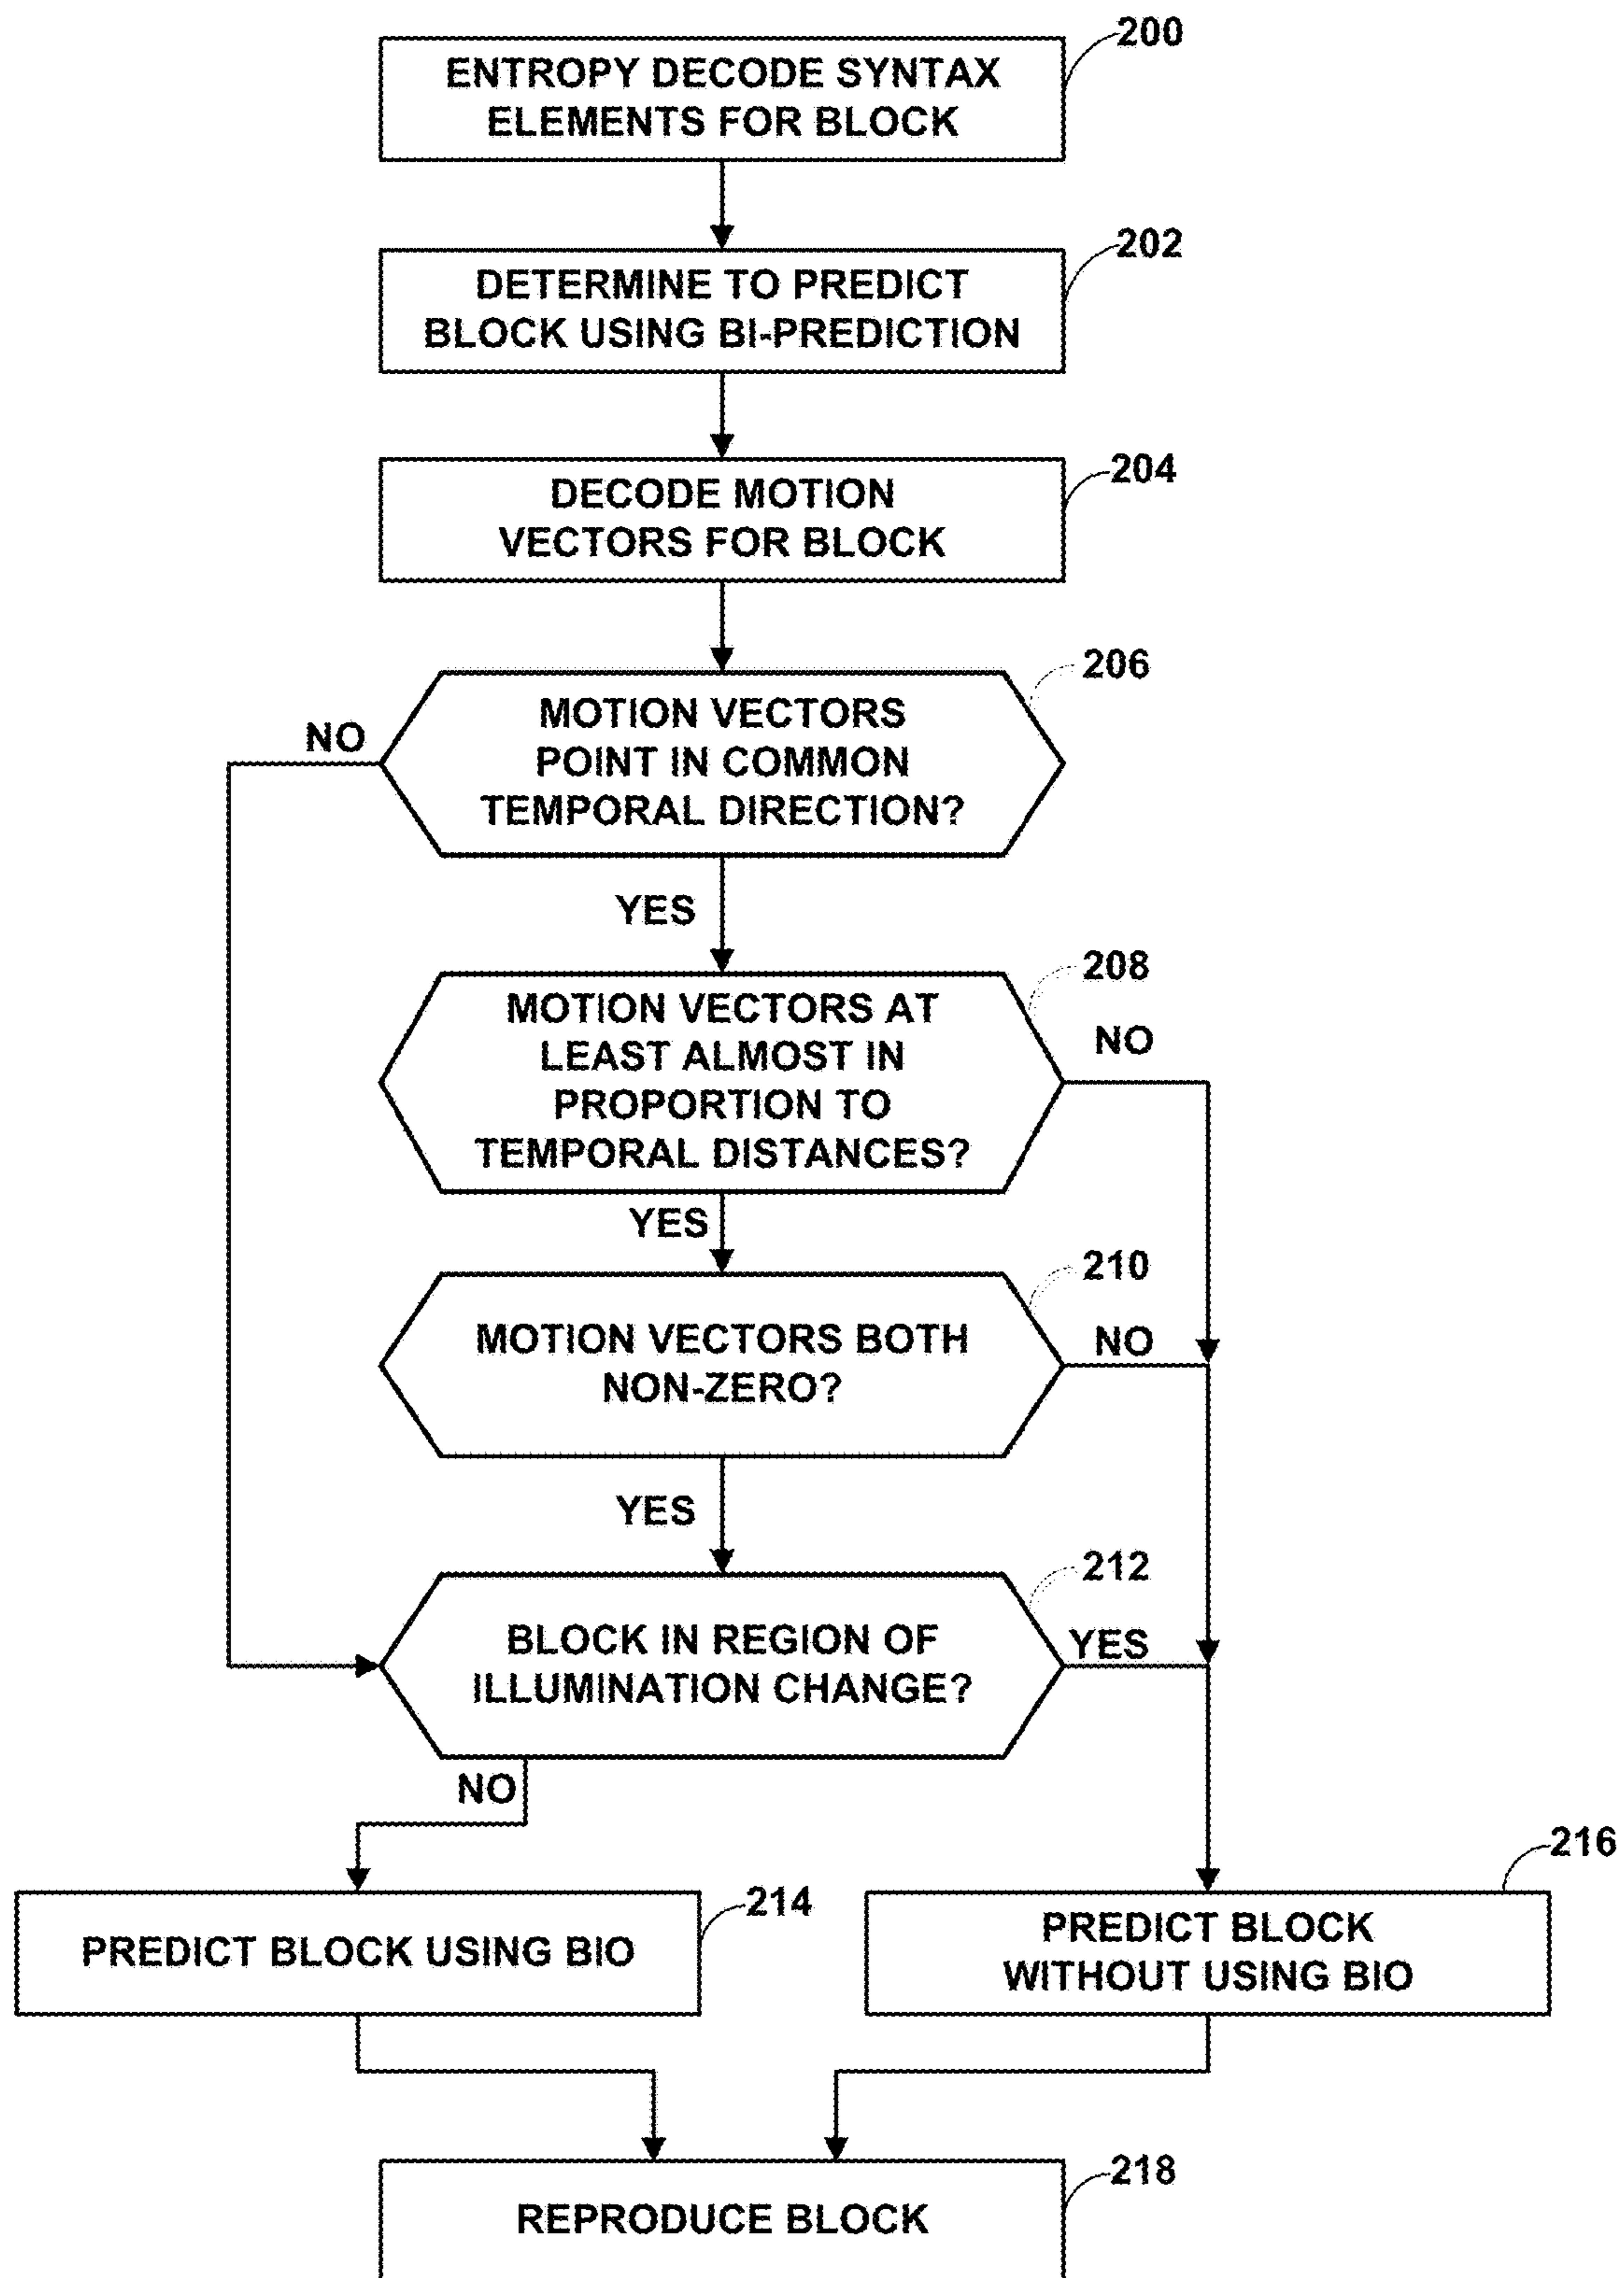 200
ENTROPY DECODE SYNTAX
ELEMENTS FOR BLOCK
202
DETERMINE TO PREDICT
BLOCK USING BI-PREDICTION
204
DECODE MOTION
VECTORS FOR BLOCK
206
MOTION VECTORS
POINT IN COMMON
TEMPORAL DIRECTION?
NO
YES
208
MOTION VECTORS AT
LEAST ALMOST IN
PROPORTION TO
TEMPORAL DISTANCES?
NO
YES
210
MOTION VECTORS BOTH
NON-ZERO?
NO
YES
212
BLOCK IN REGION OF
ILLUMINATION CHANGE?
YES
NO
214
PREDICT BLOCK USING BIO
216
PREDICT BLOCK
WITHOUT USING BIO
218
REPRODUCE BLOCK